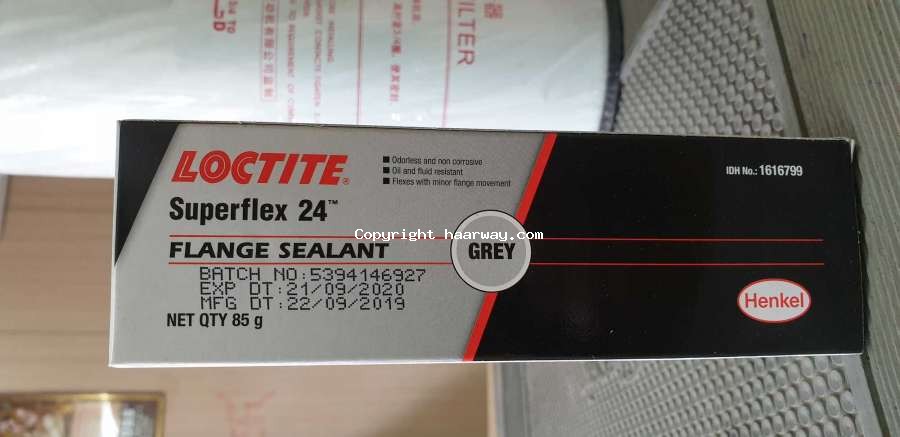 器
FILTER
LOCTITE®
Superflex 24™
FLANGE SEALANT
■ Odorless and non corrosive
■ Oil and fluid resistant
■ Flexes with minor flange movement
IDH No.: 1616799
Copyright haarway.com
GREY
BATCH NO:5394146927
EXP DT:21/09/2020
MFG DT:22/09/2019
NET QTY 85 g
Henkel